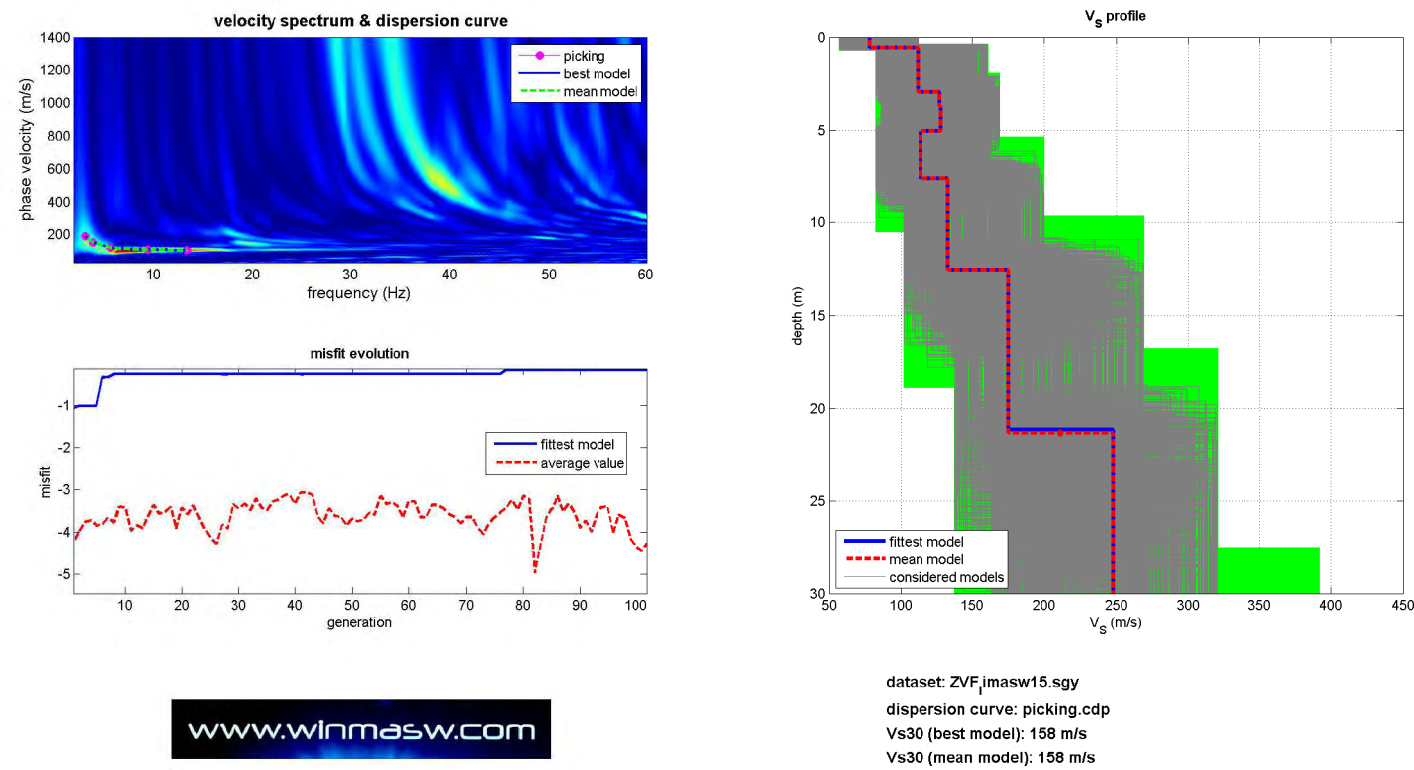 velocity spectrum & dispersion curve
1400
1200
1000
800
600
400
200
phase velocity (m/s)
picking
best model
mean model
10
20
30
40
50
60
frequency (Hz)
misfit evolution
-1
-2
-3
-4
-5
misfit
fittest model
average value
10
20
30
40
50
60
70
80
90
100
generation
www.winmasw.com
VS profile
0
5
10
15
20
25
30
depth (m)
fittest model
mean model
considered models
50
100
150
200
250
300
350
400
450
VS (m/s)
dataset: ZVFlimasw15.sgy
dispersion curve: picking.cdp
Vs30 (best model): 158 m/s
Vs30 (mean model): 158 m/s